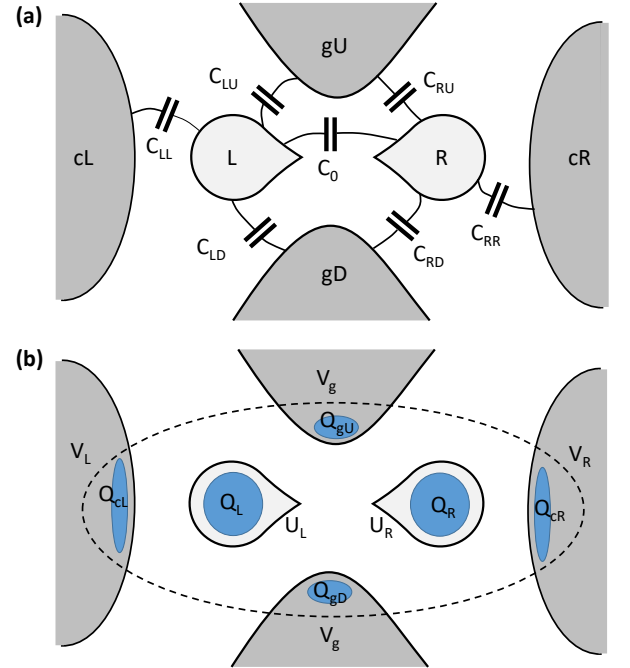 (a)
gU
C_LU
C_RU
cL
C_LL
L
C_0
R
cR
C_LD
C_RD
C_RR
gD
(b)
V_g
Q_gU
V_L
V_R
Q_cL
Q_L
Q_R
Q_cR
U_L
U_R
Q_gD
V_g